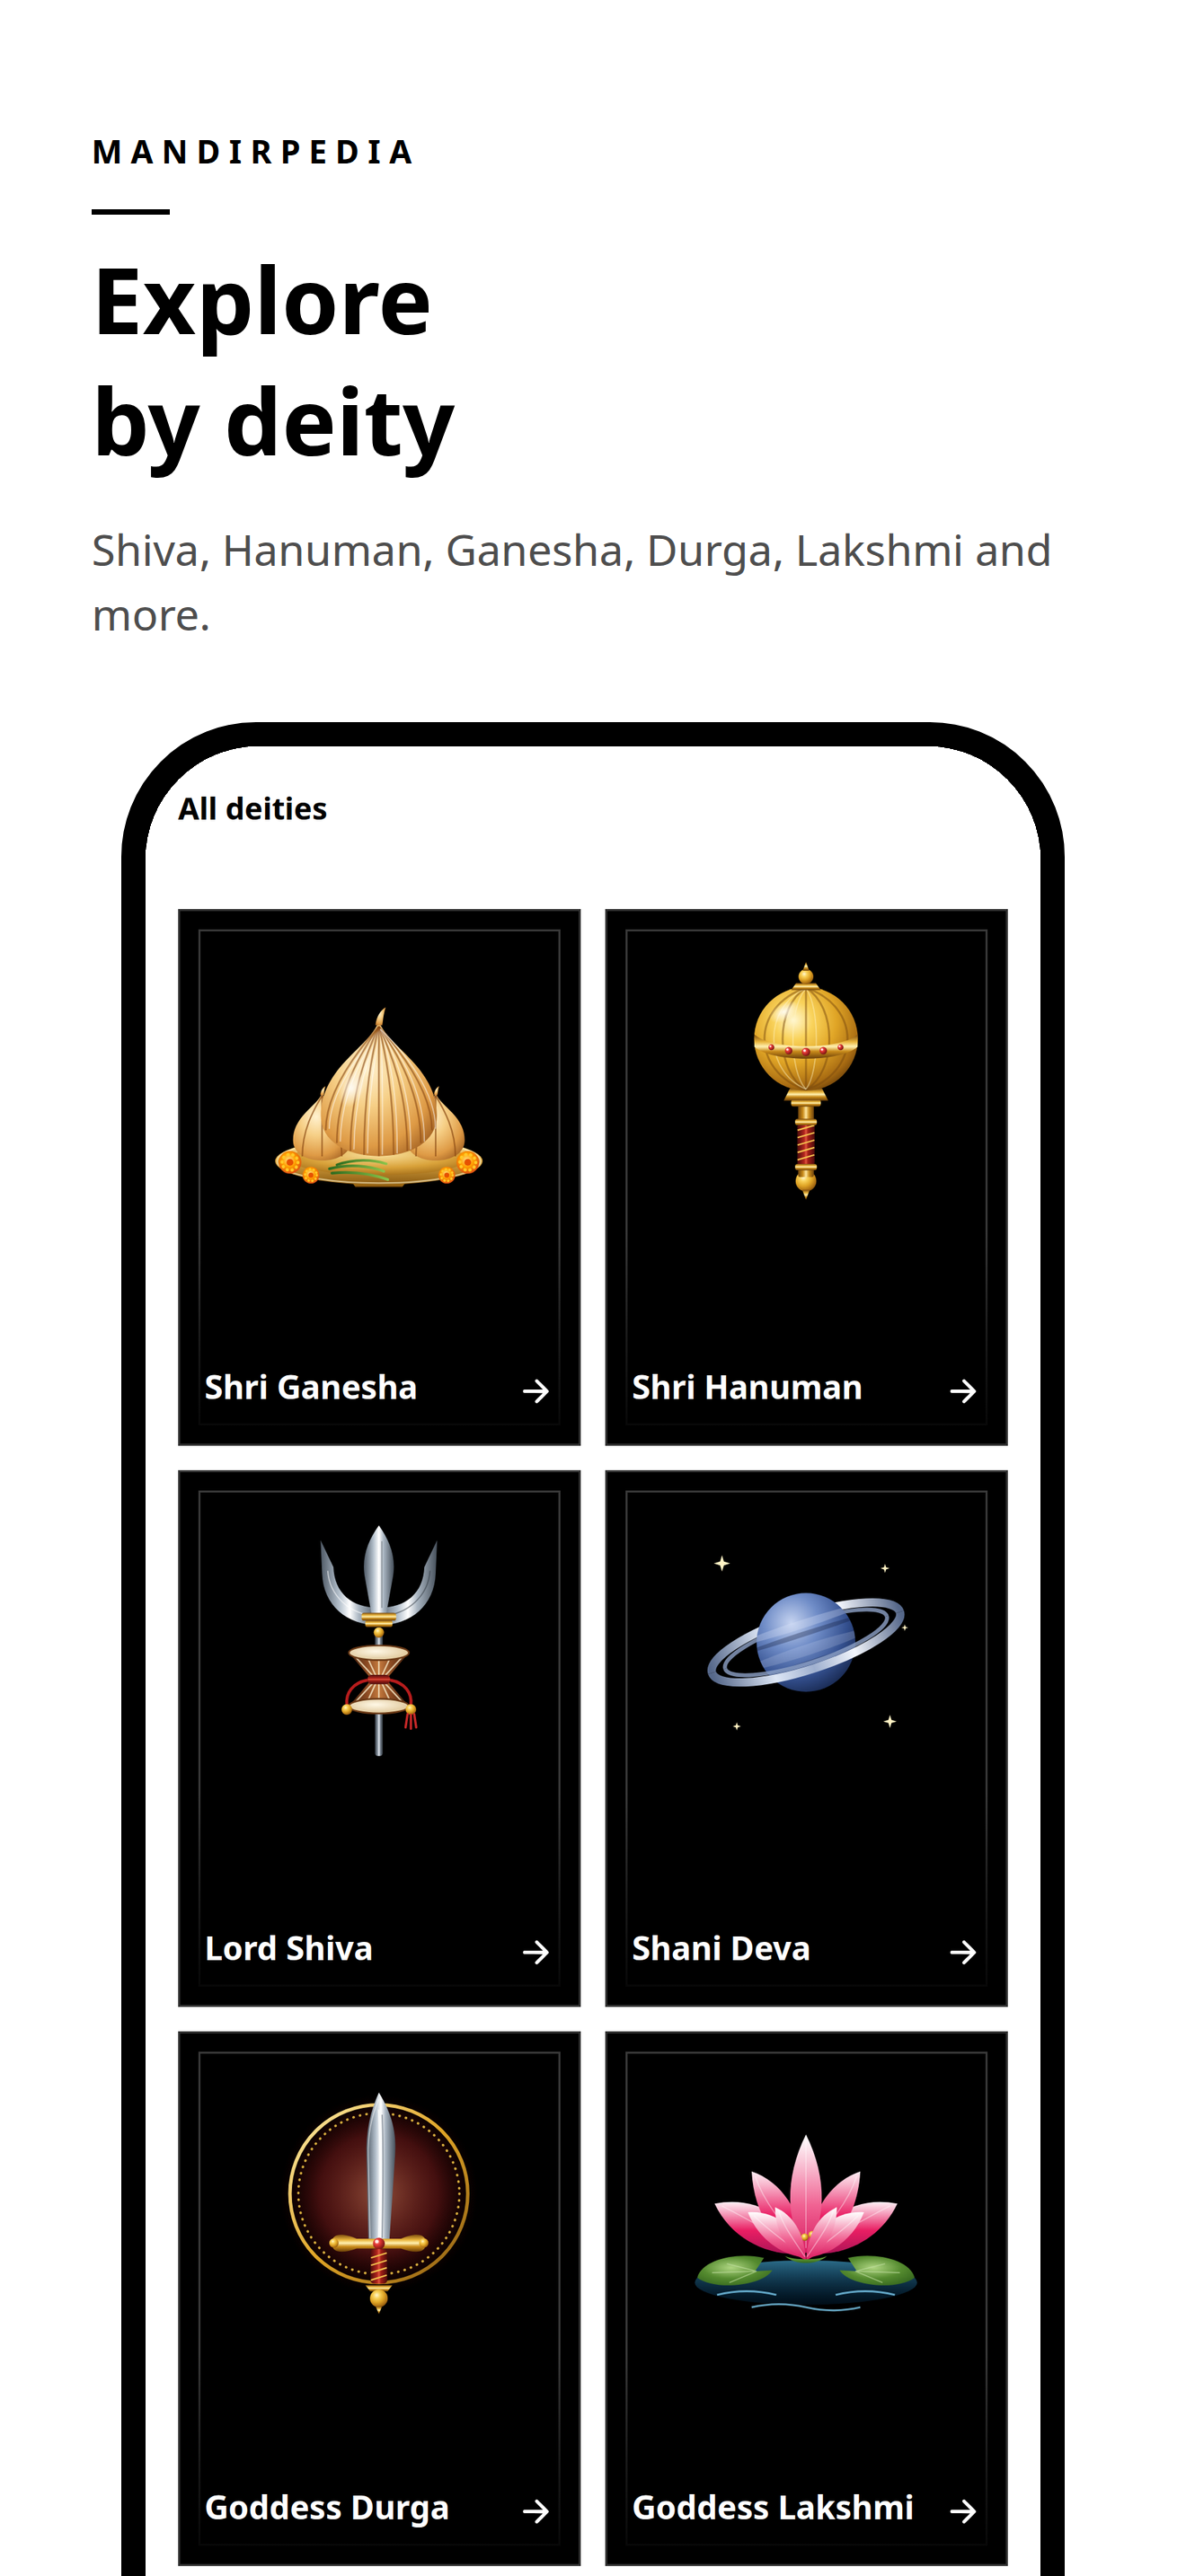 MANDIRPEDIA
Explore
by deity
Shiva, Hanuman, Ganesha, Durga, Lakshmi and
more.
All deities
Shri Ganesha
Shri Hanuman
Lord Shiva
Shani Deva
Goddess Durga
Goddess Lakshmi